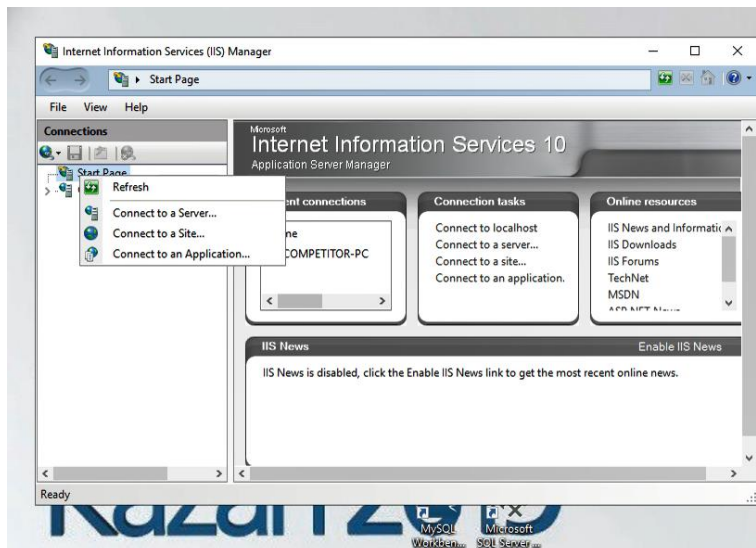 Internet Information Services (IIS) Manager
Start Page
File View Help
Connections
Start Page
Refresh
Connect to a Server...
Connect to a Site...
Connect to an Application...
Microsoft
Internet Information Services 10
Application Server Manager
connections
COMPETITOR-PC
Connection tasks
Connect to localhost
Connect to a server...
Connect to a site...
Connect to an application.
Online resources
IIS News and Informatic
IIS Downloads
IIS Forums
TechNet
MSDN
IIS News
Enable IIS News
IIS News is disabled, click the Enable IIS News link to get the most recent online news.
Ready
MySQL
Workben...
Microsoft
SQL Server ...